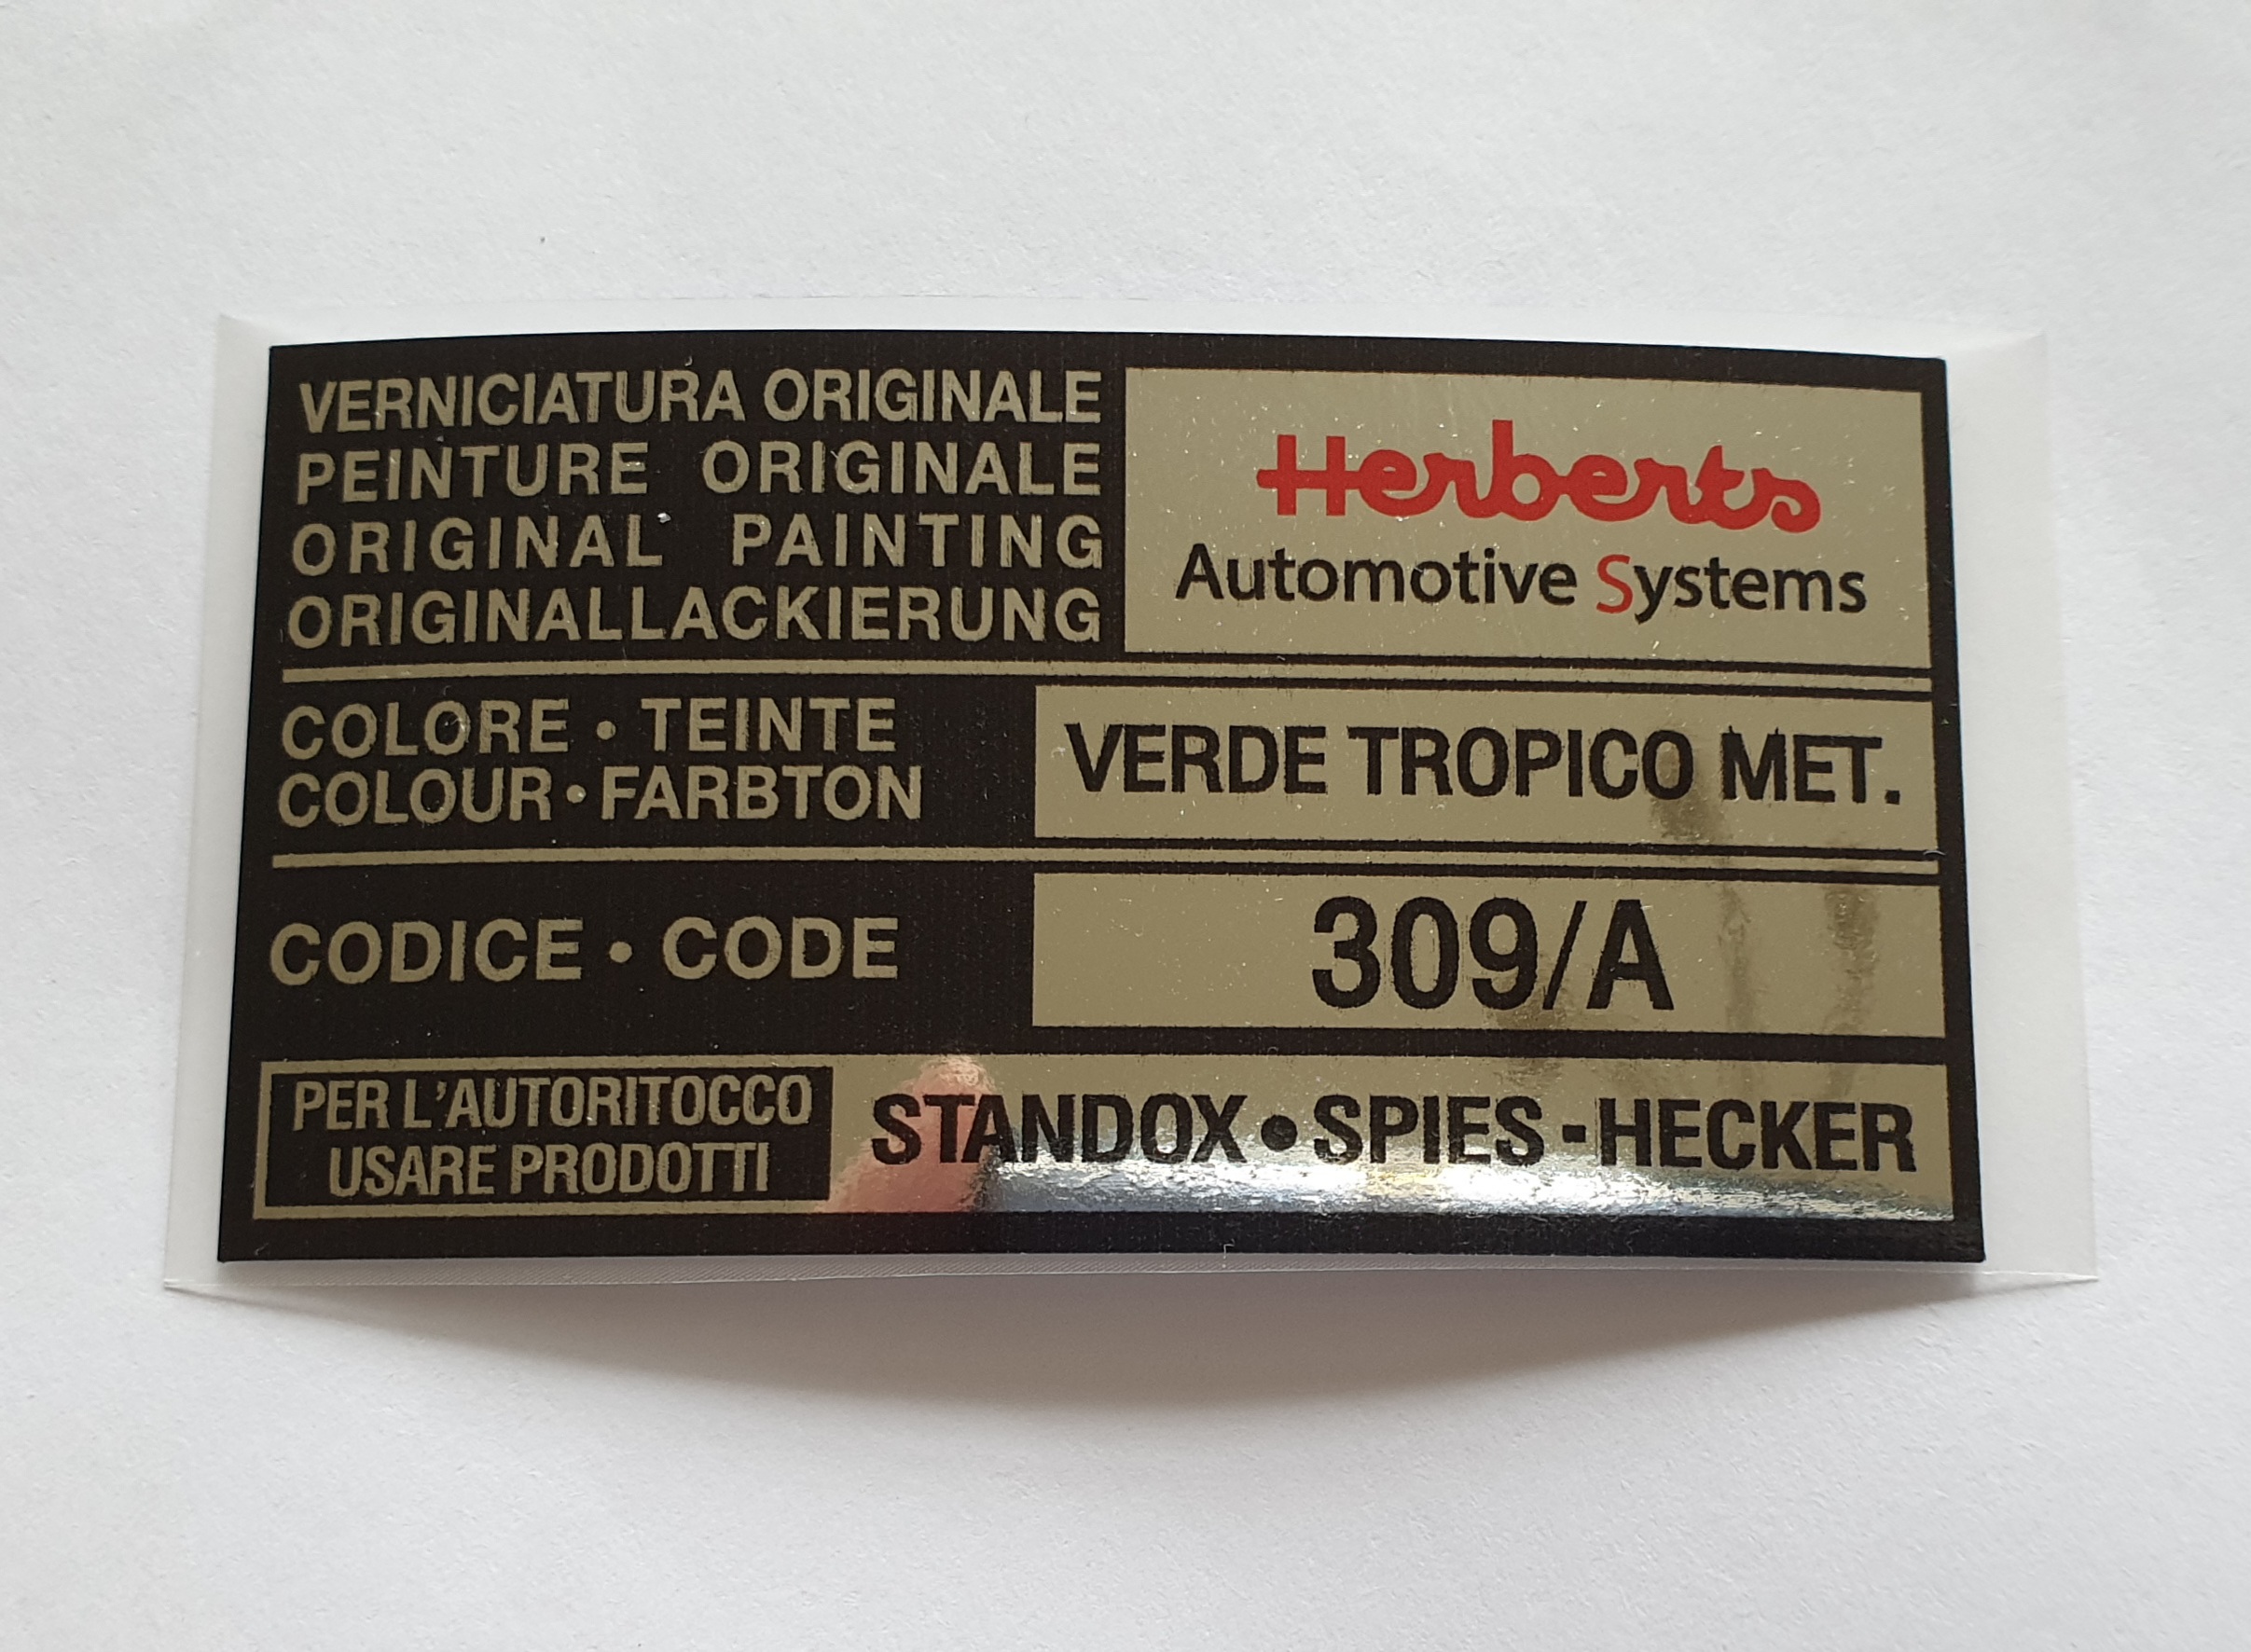 VERNICIATURA ORIGINALE
PEINTURE ORIGINALE
ORIGINAL PAINTING
ORIGINALLACKIERUNG
Herberts
Automotive Systems
COLORE • TEINTE
COLOUR • FARBTON
VERDE TROPICO MET.
CODICE • CODE
309/A
PER L'AUTORITOCCO
USARE PRODOTTI
STANDOX • SPIES - HECKER